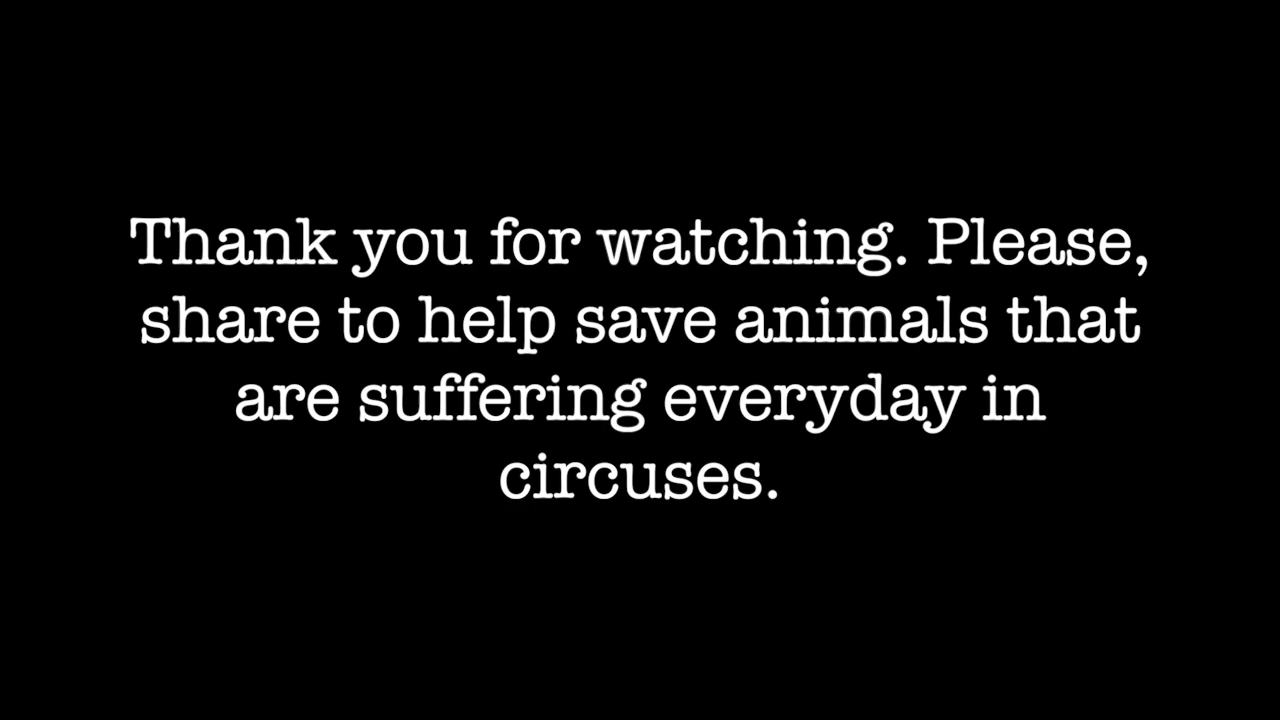 Thank you for watching. Please,
share to help save animals that
are suffering everyday in
circuses.